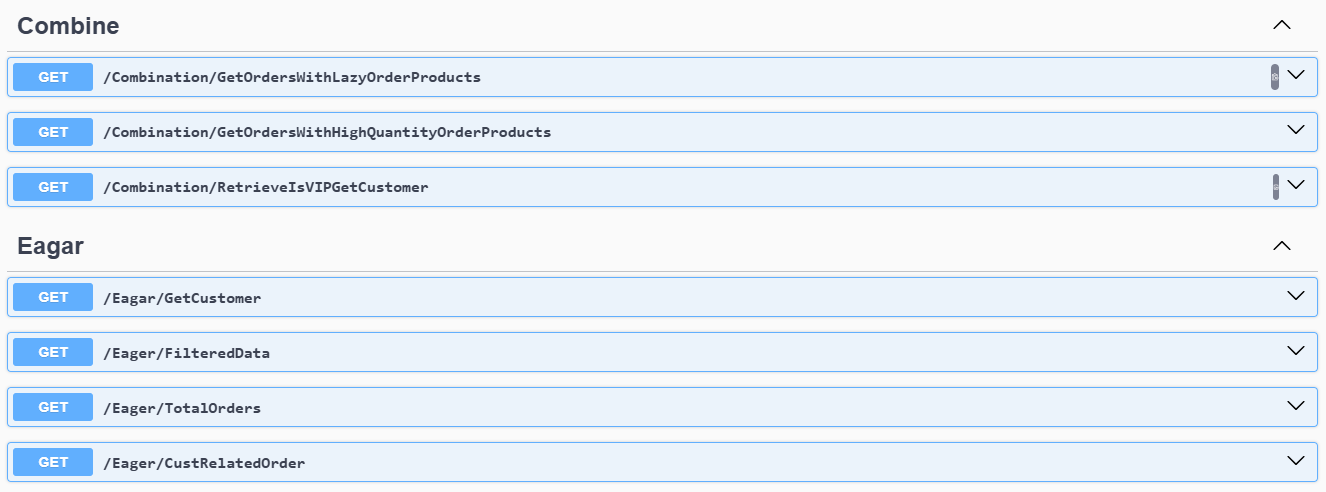 Combine
GET /Combination/GetOrdersWithLazyOrderProducts
GET /Combination/GetOrdersWithHighQuantityOrderProducts
GET /Combination/RetrieveIsVIPGetCustomer
Eagar
GET /Eagar/GetCustomer
GET /Eager/FilteredData
GET /Eager/TotalOrders
GET /Eager/CustRelatedOrder